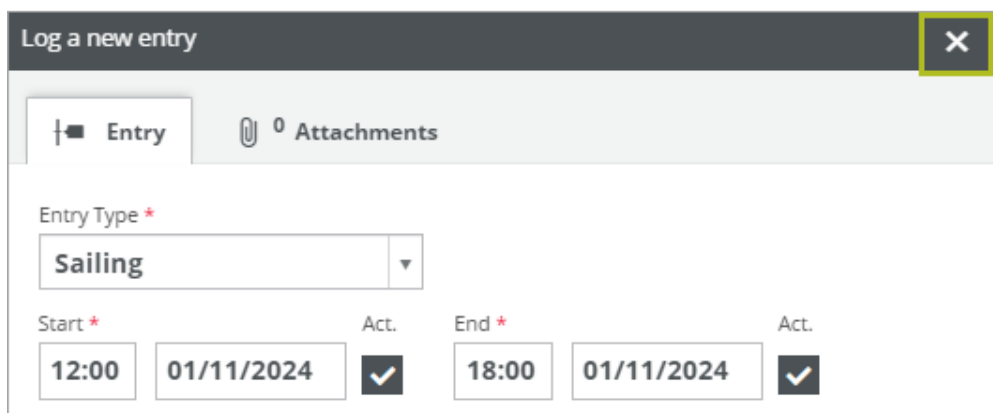 Log a new entry
Entry 0 Attachments
Entry Type *
Sailing
Start * Act. End * Act.
12:00 01/11/2024 18:00 01/11/2024